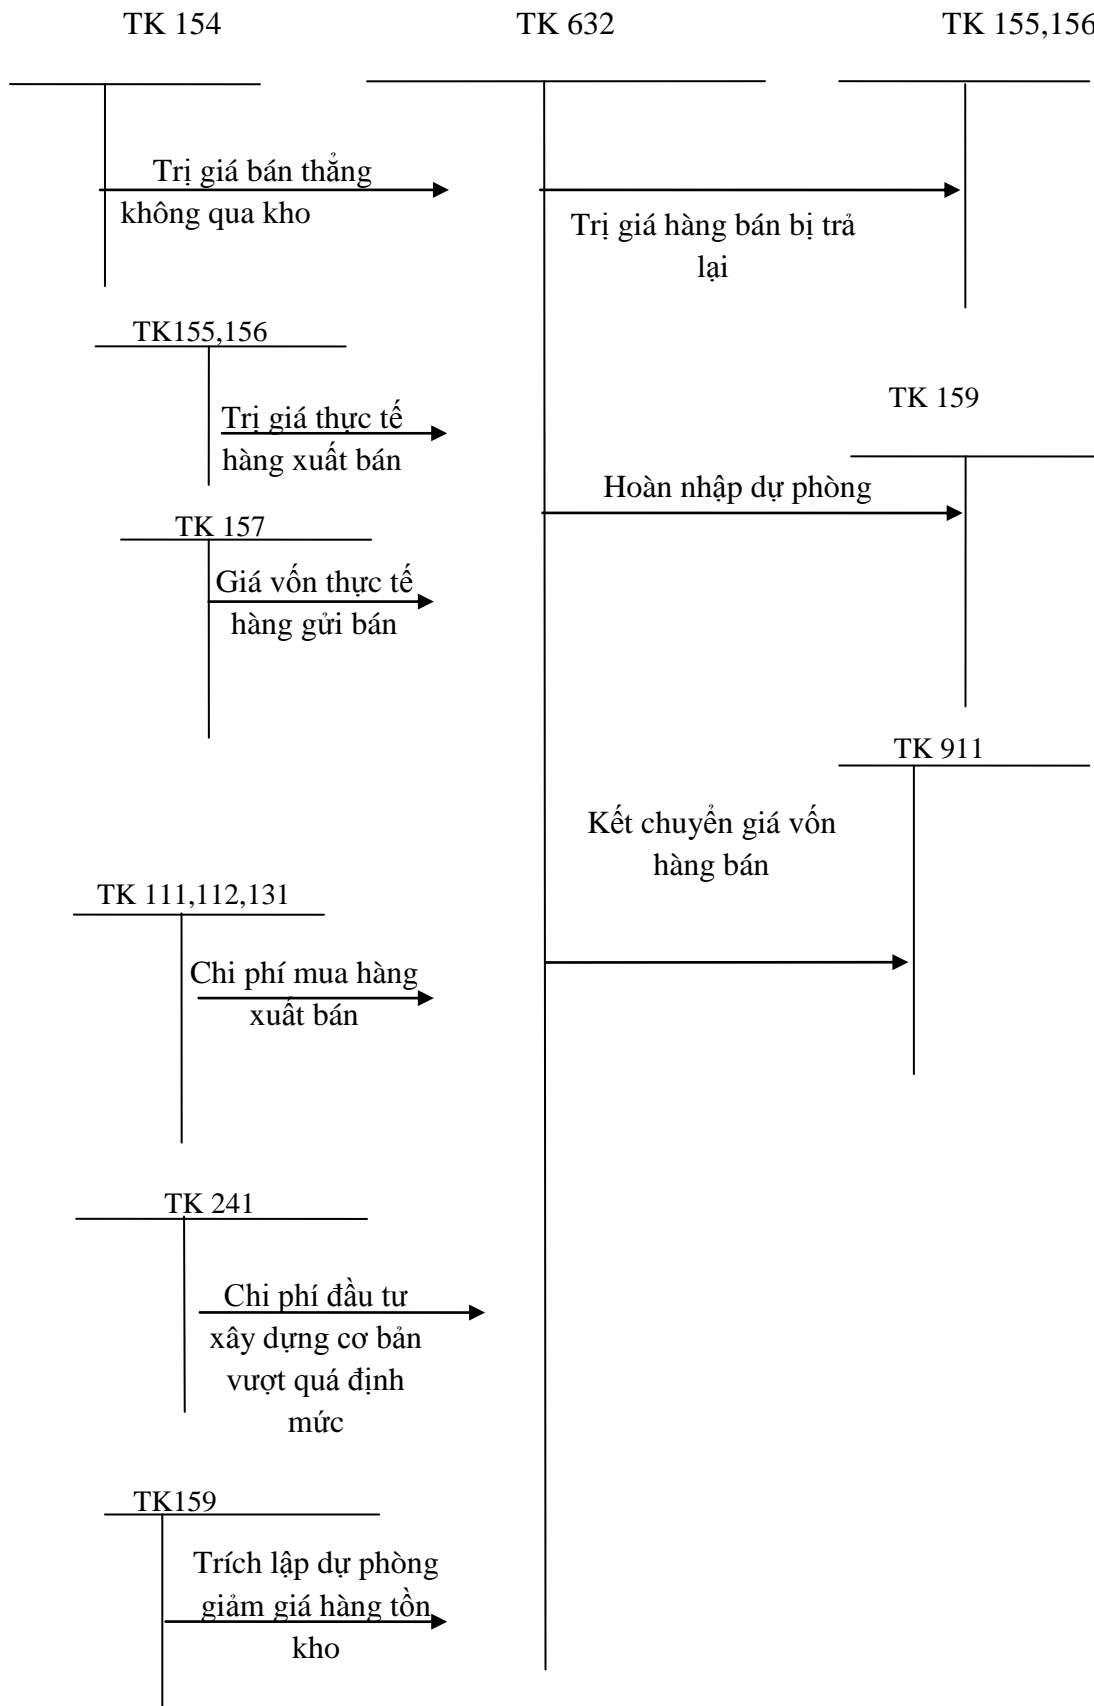 TK 154
TK 632
TK 155,156
Trị giá bán thẳng
không qua kho
Trị giá hàng bán bị trả
lại
TK155,156
Trị giá thực tế
hàng xuất bán
TK 159
Hoàn nhập dự phòng
TK 157
Giá vốn thực tế
hàng gửi bán
TK 911
Kết chuyển giá vốn
hàng bán
TK 111,112,131
Chi phí mua hàng
xuất bán
TK 241
Chi phí đầu tư
xây dựng cơ bản
vượt quá định
mức
TK159
Trích lập dự phòng
giảm giá hàng tồn
kho